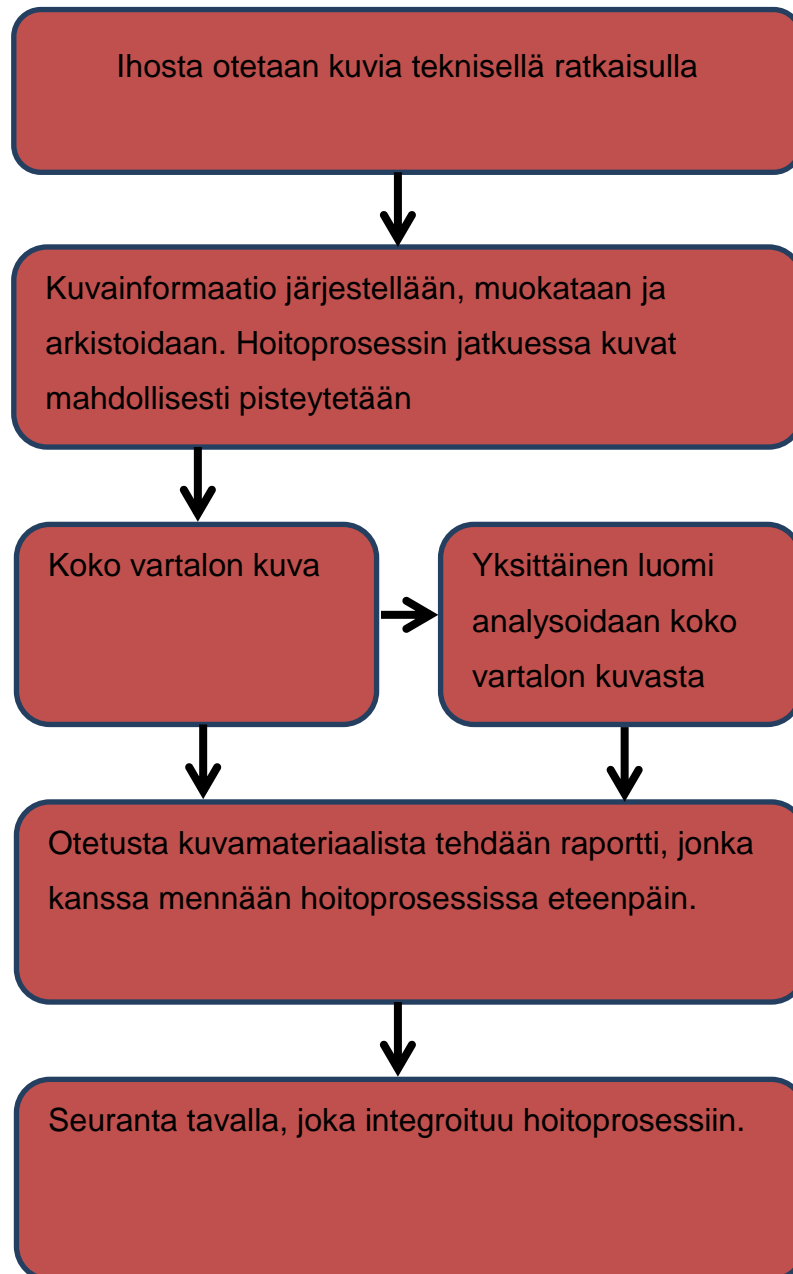 Ihosta otetaan kuvia teknisellä ratkaisulla
Kuvainformaatio järjestellään, muokataan ja
arkistoidaan. Hoitoprosessin jatkuessa kuvat
mahdollisesti pisteytetään
Koko vartalon kuva
Yksittäinen luomi
analysoidaan koko
vartalon kuvasta
Otetusta kuvamateriaalista tehdään raportti, jonka
kanssa mennään hoitoprosessissa eteenpäin.
Seuranta tavalla, joka integroituu hoitoprosessiin.